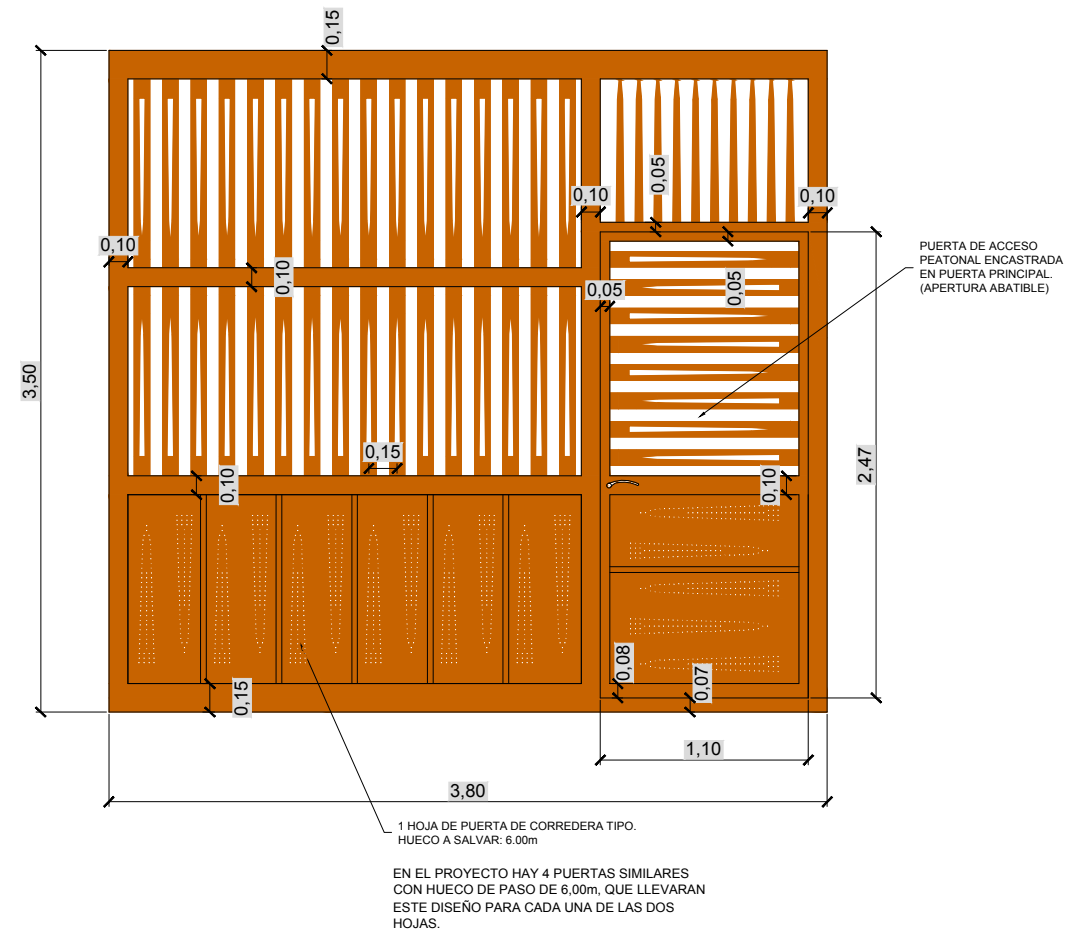 0,15
0,05
0,10
0,10
0,10
0,10
0,05
0,05
PUERTA DE ACCESO
PEATONAL ENCASTRADA
EN PUERTA PRINCIPAL.
(APERTURA ABATIBLE)
3,50
0,15
0,10
0,10
2,47
0,08
0,07
0,15
1,10
3,80
1 HOJA DE PUERTA DE CORREDERA TIPO.
HUECO A SALVAR: 6.00m
EN EL PROYECTO HAY 4 PUERTAS SIMILARES
CON HUECO DE PASO DE 6,00m, QUE LLEVARAN
ESTE DISEÑO PARA CADA UNA DE LAS DOS
HOJAS.